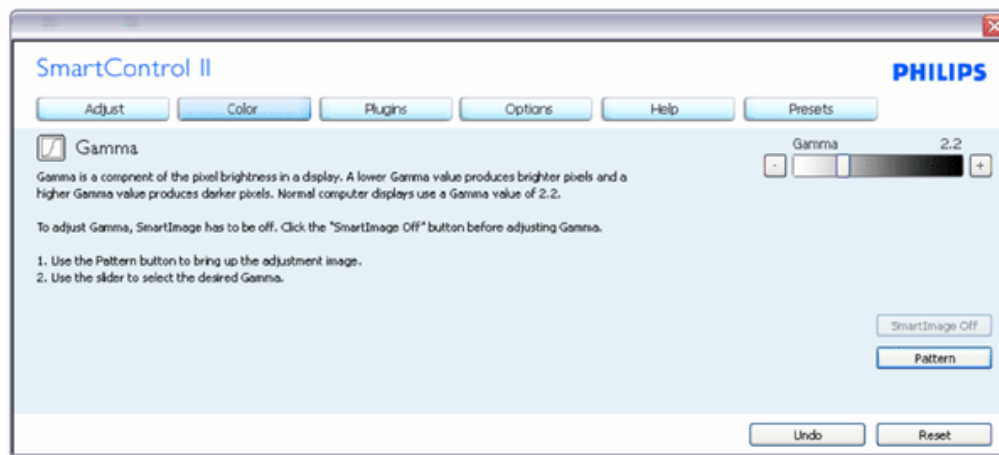 SmartControl II
PHILIPS
Adjust Color Plugins Options Help Presets
Gamma
Gamma 2.2
- +
Gamma is a compnent of the pixel brightness in a display. A lower Gamma value produces brighter pixels and a
higher Gamma value produces darker pixels. Normal computer displays use a Gamma value of 2.2.
To adjust Gamma, SmartImage has to be off. Click the "SmartImage Off" button before adjusting Gamma.
1. Use the Pattern button to bring up the adjustment image.
2. Use the slider to select the desired Gamma.
SmartImage Off
Pattern
Undo Reset